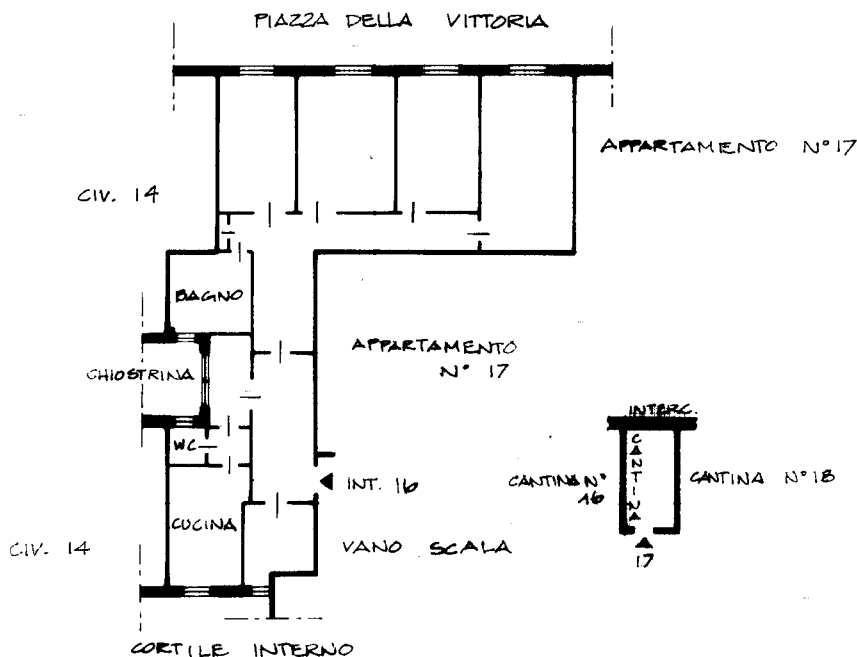 PIAZZA DELLA VITTORIA
APPARTAMENTO N° 17
CIV. 14
BAGNO
APPARTAMENTO
N° 17
CHIOSTRINA
INTERC.
WC
CANTINA
CANTINA N°
16
CANTINA N° 18
INT. 16
CUCINA
CIV. 14
VANO SCALA
17
CORTILE INTERNO